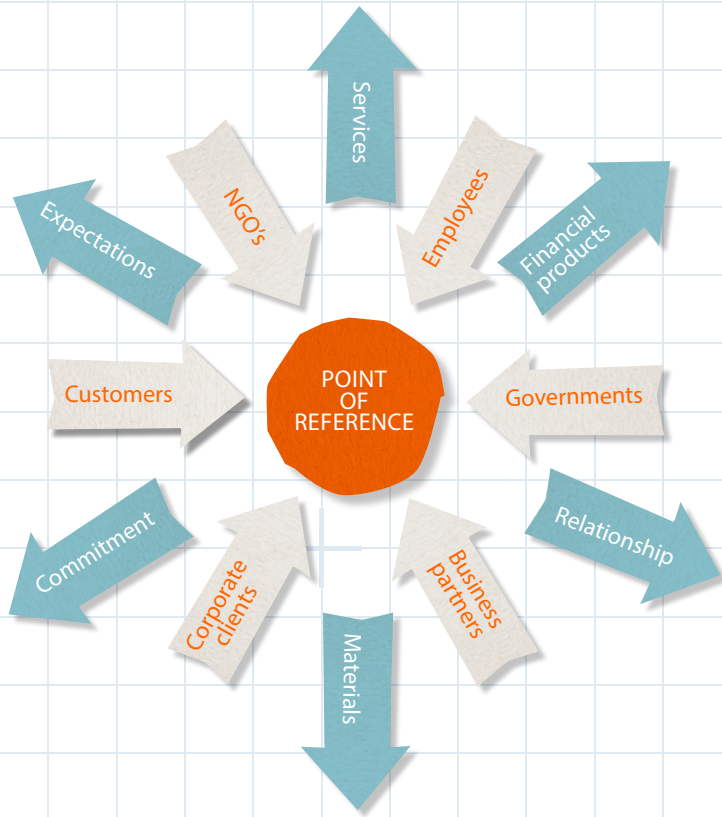 Services
NGO's
Employees
Expectations
Financial
products
POINT
OF
REFERENCE
Customers
Governments
Commitment
Relationship
Corporate
clients
Business
partners
Materials